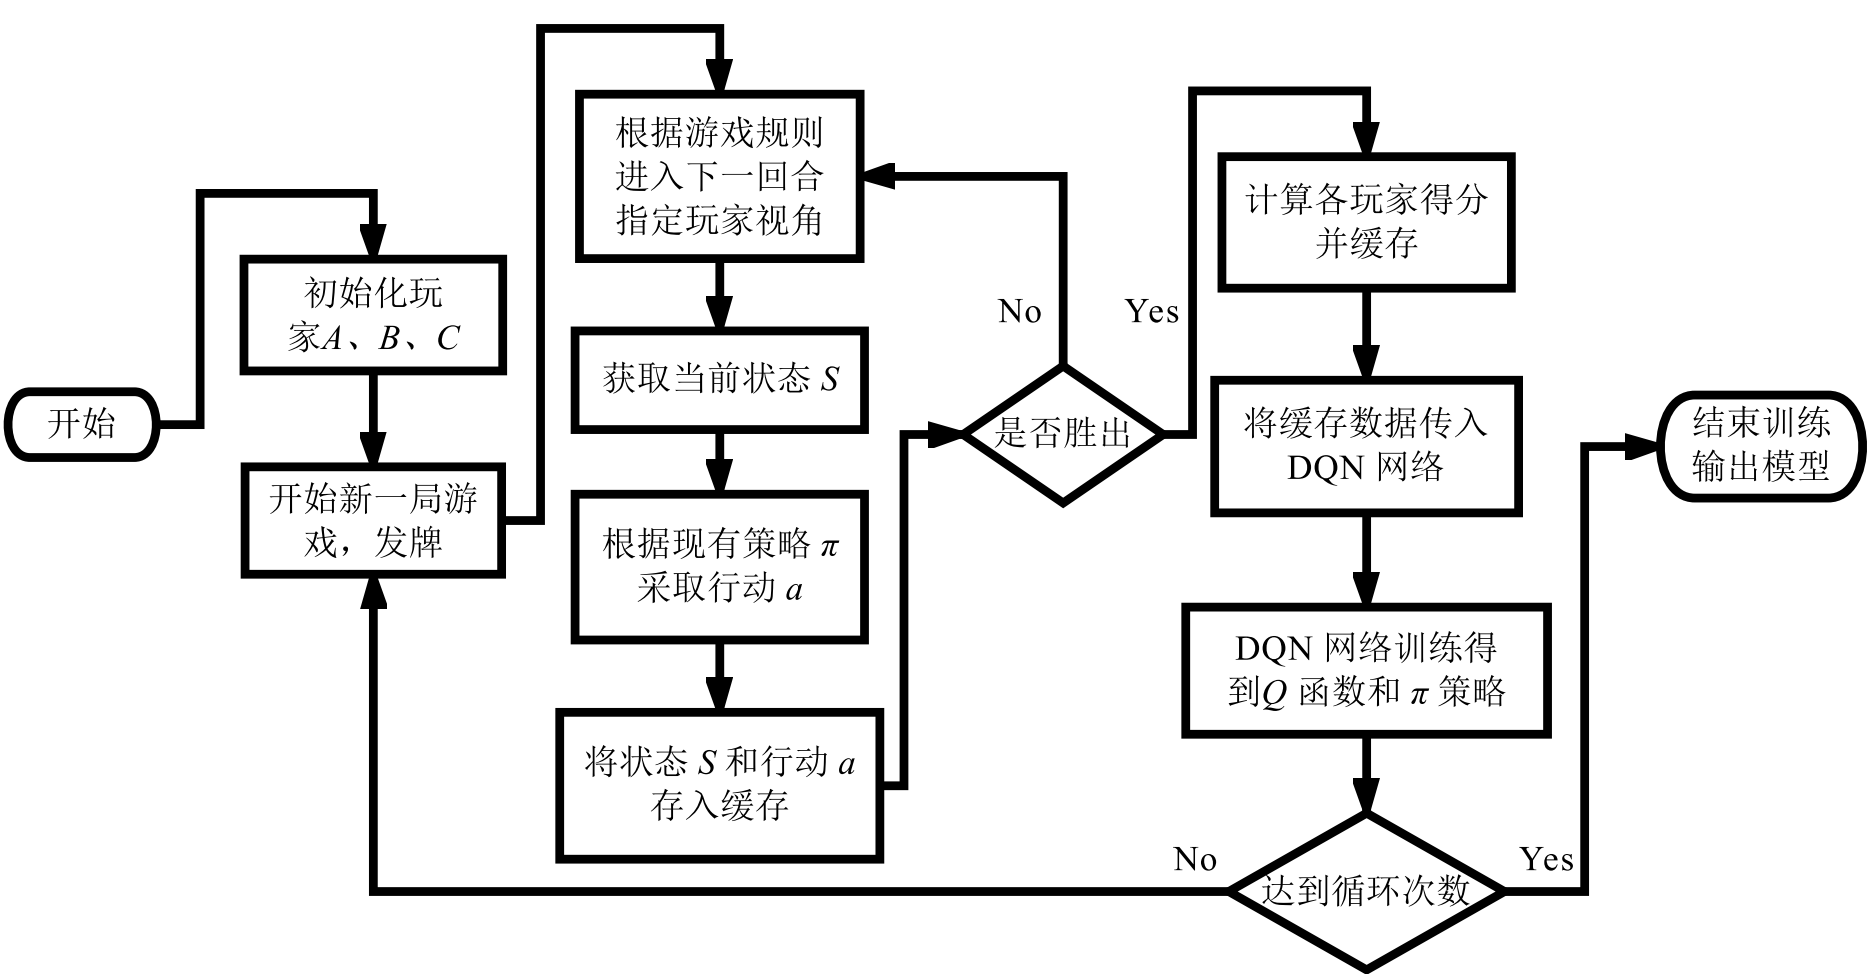 开始
初始化玩
家A、B、C
开始新一局游
戏，发牌
根据游戏规则
进入下一回合
指定玩家视角
获取当前状态 S
根据现有策略 π
采取行动 a
将状态 S 和行动 a
存入缓存
是否胜出
No
Yes
计算各玩家得分
并缓存
将缓存数据传入
DQN 网络
DQN 网络训练得
到Q 函数和 π 策略
达到循环次数
No
Yes
结束训练
输出模型